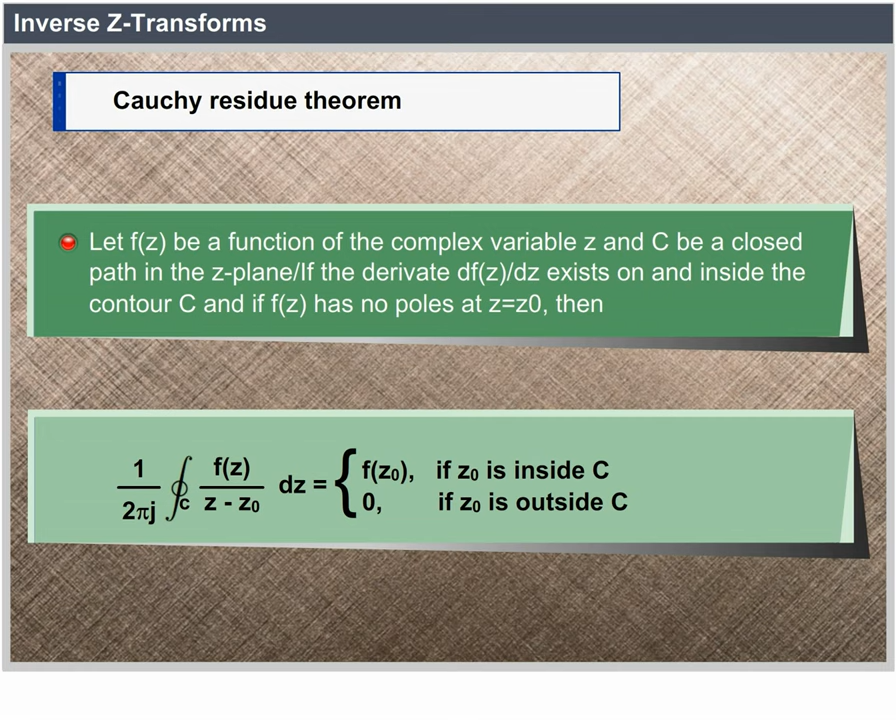 Inverse Z-Transforms
Cauchy residue theorem
Let f(z) be a function of the complex variable z and C be a closed
path in the z-plane/If the derivate df(z)/dz exists on and inside the
contour C and if f(z) has no poles at z=z0, then
1/2πj ∮c f(z)/z - z₀ dz = { f(z₀), if z₀ is inside C
0, if z₀ is outside C